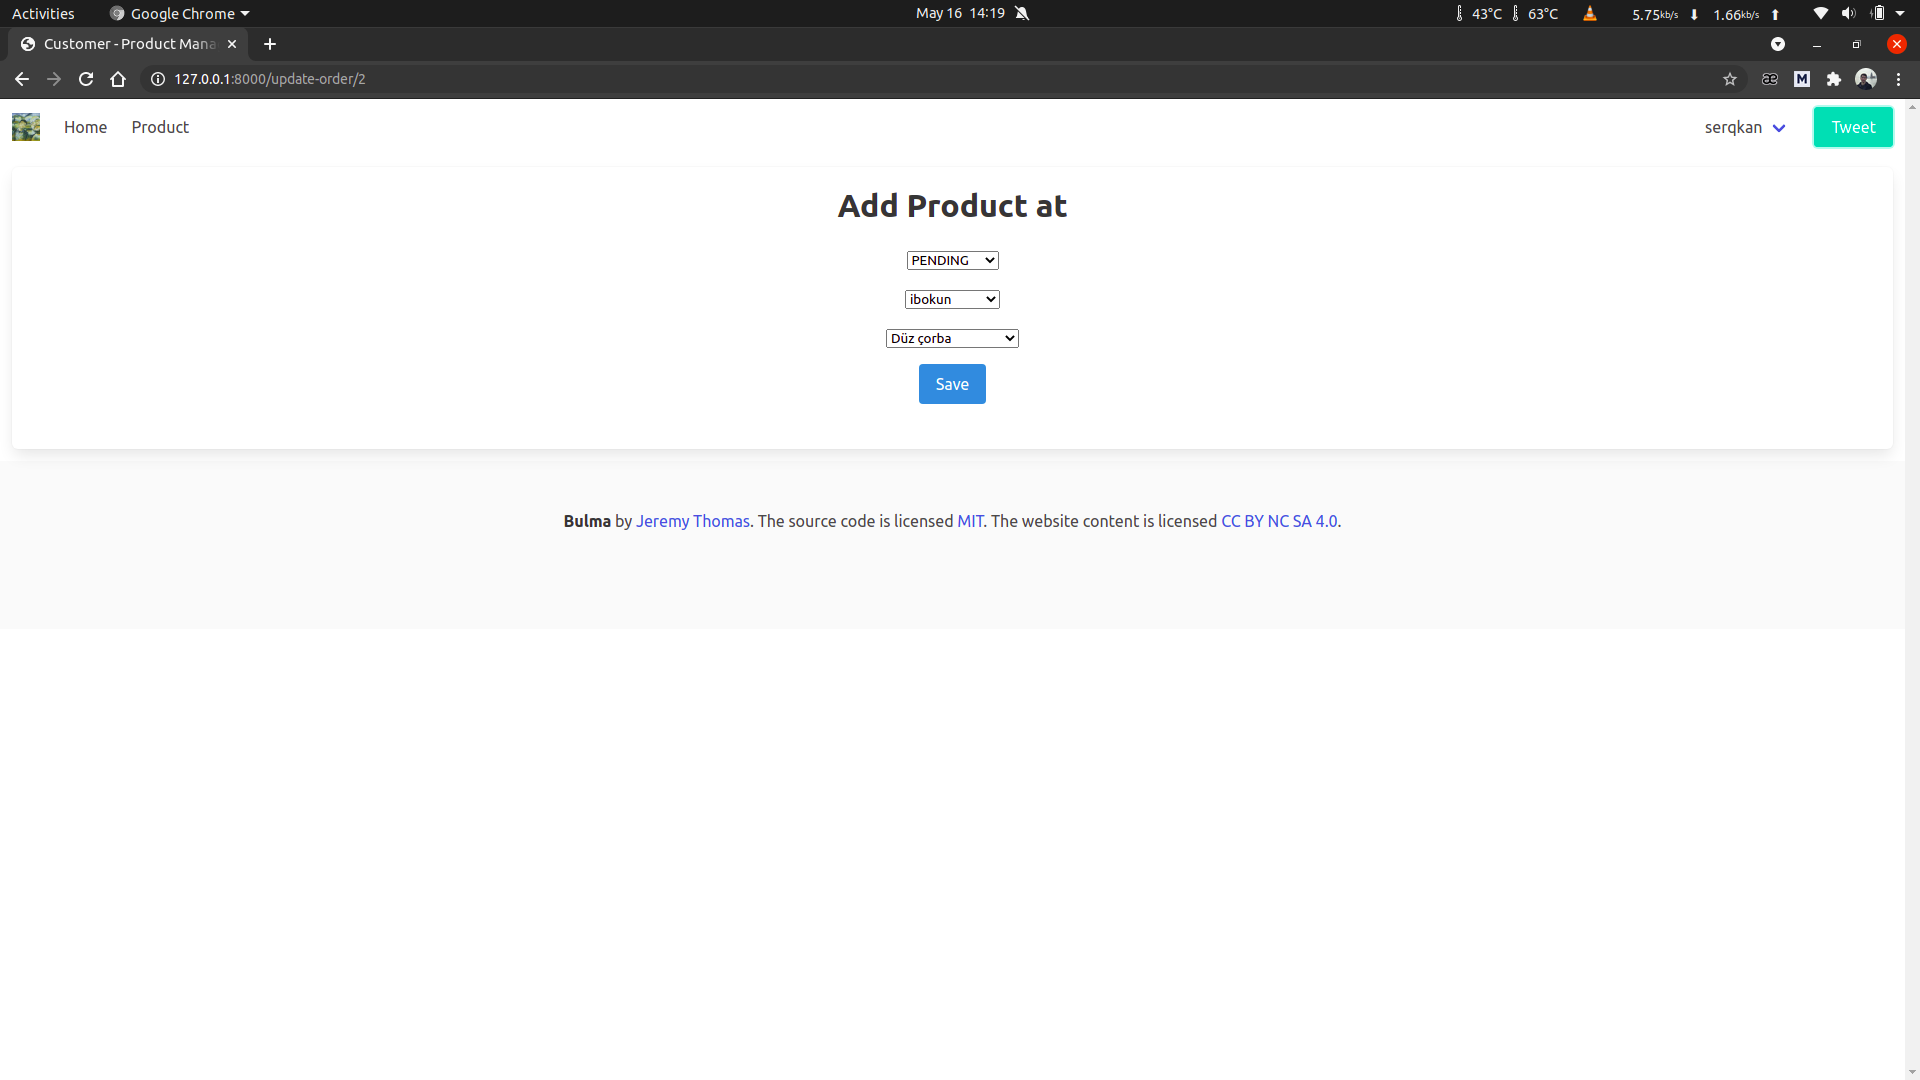 Activities Google Chrome May 16 14:19 43°C 63°C 5.75kb/s 1.66kb/s
Customer - Product Mana
127.0.0.1:8000/update-order/2 æ M
Home Product serqkan Tweet
Add Product at
PENDING
ibokun
Düz çorba
Save
Bulma by Jeremy Thomas. The source code is licensed MIT. The website content is licensed CC BY NC SA 4.0.